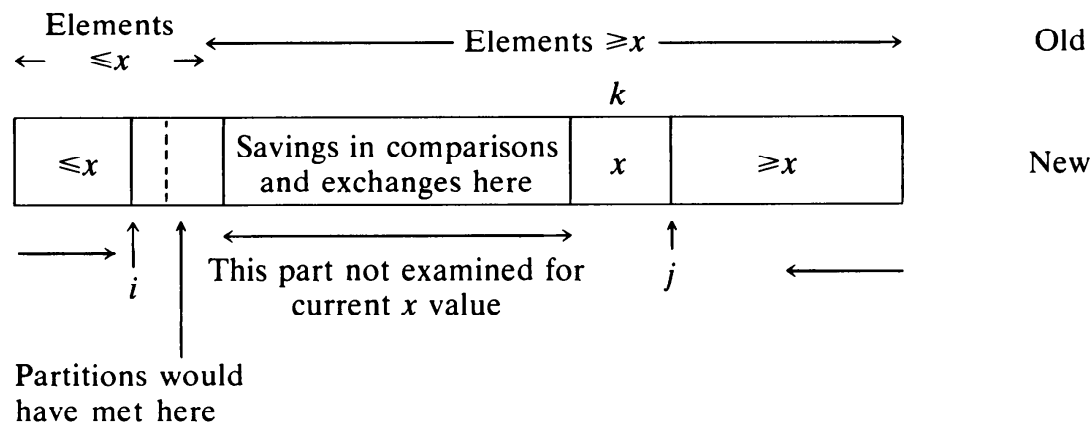 Elements
≤x
Elements ≥x
Old
k
≤x
Savings in comparisons
and exchanges here
x
≥x
New
i
This part not examined for
current x value
j
Partitions would
have met here